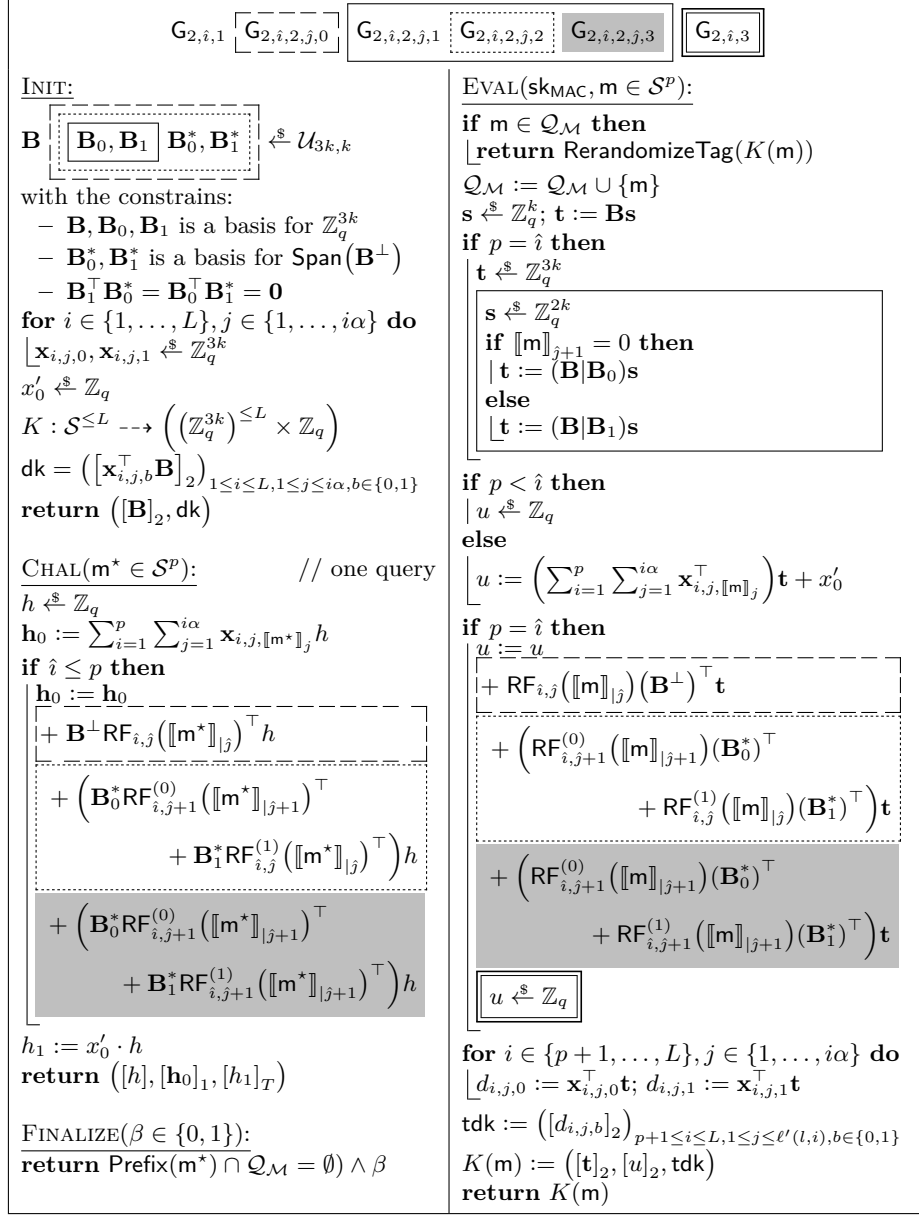 G_{2,î,1} G_{2,î,2,ĵ,0} G_{2,î,2,ĵ,1} G_{2,î,2,ĵ,2} G_{2,î,2,ĵ,3} G_{2,î,3}
INIT:
B B_0, B_1 B_0^*, B_1^* ←$ U_{3k,k}
with the constrains:
– B, B_0, B_1 is a basis for Z_q^{3k}
– B_0^*, B_1^* is a basis for Span(B^⊥)
– B_1^⊤ B_0^* = B_0^⊤ B_1^* = 0
for i ∈ {1, …, L}, j ∈ {1, …, iα} do
x_{i,j,0}, x_{i,j,1} ←$ Z_q^{3k}
x'_0 ←$ Z_q
K : S^{≤L} ⇢ ((Z_q^{3k})^{≤L} × Z_q)
dk = ([x_{i,j,b}^⊤ B]_2)_{1≤i≤L,1≤j≤iα,b∈{0,1}}
return ([B]_2, dk)
CHAL(m^⋆ ∈ S^p): // one query
h ←$ Z_q
h_0 := ∑_{i=1}^p ∑_{j=1}^{iα} x_{i,j,⟦m^⋆⟧_j} h
if î ≤ p then
h_0 := h_0
+ B^⊥ RF_{î,ĵ}(⟦m^⋆⟧_{|ĵ})^⊤ h
+ (B_0^* RF_{î,ĵ+1}^{(0)}(⟦m^⋆⟧_{|ĵ+1})^⊤
+ B_1^* RF_{î,ĵ}^{(1)}(⟦m^⋆⟧_{|ĵ})^⊤)h
+ (B_0^* RF_{î,ĵ+1}^{(0)}(⟦m^⋆⟧_{|ĵ+1})^⊤
+ B_1^* RF_{î,ĵ+1}^{(1)}(⟦m^⋆⟧_{|ĵ+1})^⊤)h
h_1 := x'_0 · h
return ([h], [h_0]_1, [h_1]_T)
FINALIZE(β ∈ {0, 1}):
return Prefix(m^⋆) ∩ Q_M = ∅) ∧ β
EVAL(sk_MAC, m ∈ S^p):
if m ∈ Q_M then
return RerandomizeTag(K(m))
Q_M := Q_M ∪ {m}
s ←$ Z_q^k; t := Bs
if p = î then
t ←$ Z_q^{3k}
s ←$ Z_q^{2k}
if ⟦m⟧_{ĵ+1} = 0 then
t := (B|B_0)s
else
t := (B|B_1)s
if p < î then
u ←$ Z_q
else
u := (∑_{i=1}^p ∑_{j=1}^{iα} x_{i,j,⟦m⟧_j}^⊤)t + x'_0
if p = î then
u := u
+ RF_{î,ĵ}(⟦m⟧_{|ĵ})(B^⊥)^⊤ t
+ (RF_{î,ĵ+1}^{(0)}(⟦m⟧_{|ĵ+1})(B_0^*)^⊤
+ RF_{î,ĵ}^{(1)}(⟦m⟧_{|ĵ})(B_1^*)^⊤)t
+ (RF_{î,ĵ+1}^{(0)}(⟦m⟧_{|ĵ+1})(B_0^*)^⊤
+ RF_{î,ĵ+1}^{(1)}(⟦m⟧_{|ĵ+1})(B_1^*)^⊤)t
u ←$ Z_q
for i ∈ {p + 1, …, L}, j ∈ {1, …, iα} do
d_{i,j,0} := x_{i,j,0}^⊤ t; d_{i,j,1} := x_{i,j,1}^⊤ t
tdk := ([d_{i,j,b}]_2)_{p+1≤i≤L,1≤j≤ℓ'(l,i),b∈{0,1}}
K(m) := ([t]_2, [u]_2, tdk)
return K(m)